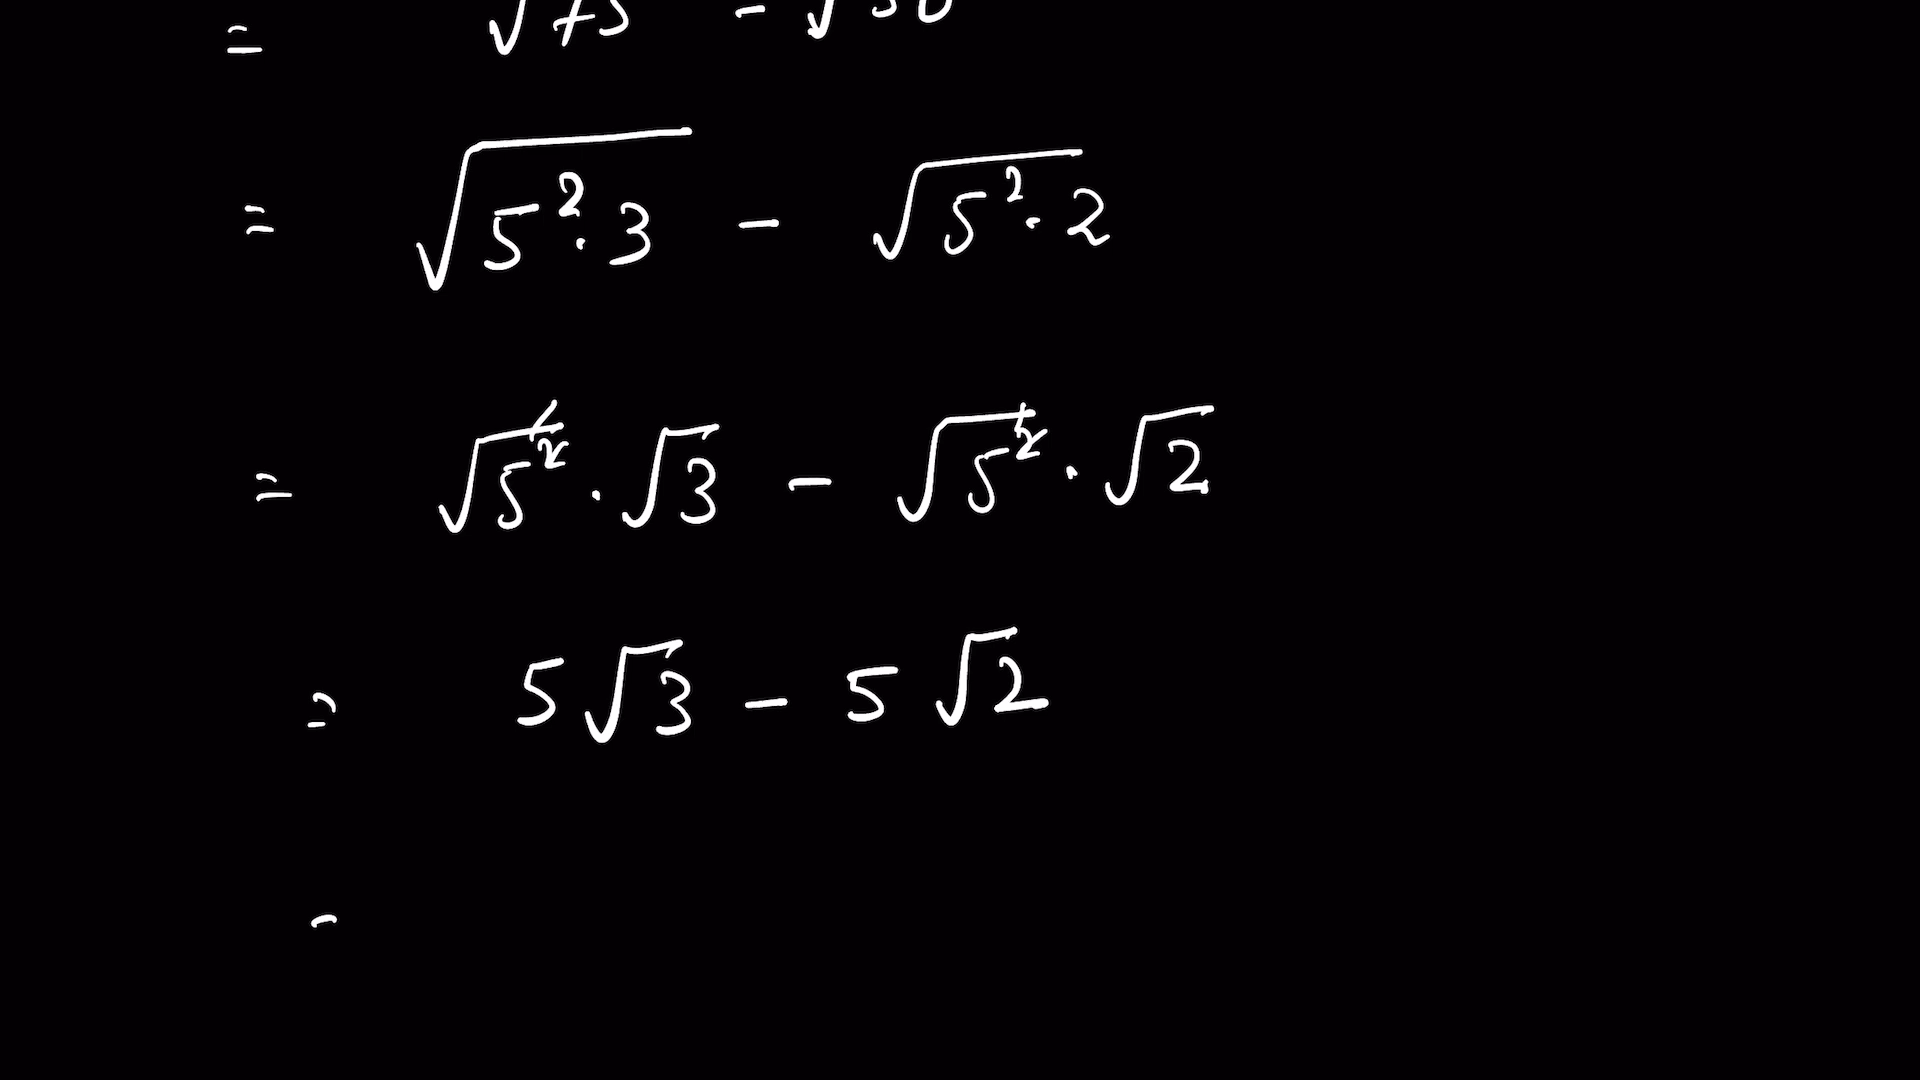 = √75 - √50
= √5².3 - √5².2
= √5².√3 - √5².√2
= 5√3 - 5√2
-